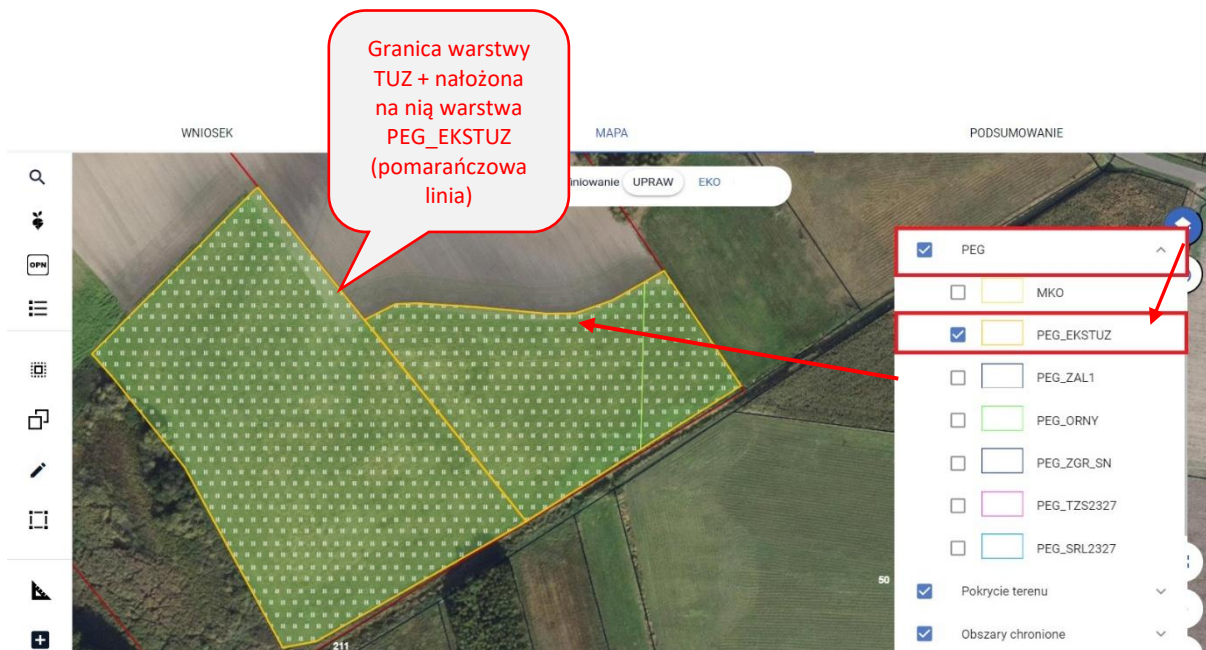 Granica warstwy
TUZ + nałożona
na nią warstwa
PEG_EKSTUZ
(pomarańczowa
linia)
WNIOSEK
MAPA
PODSUMOWANIE
iniowanie UPRAW EKO
OPN
PEG
MKO
PEG_EKSTUZ
PEG_ZAL1
PEG_ORNY
PEG_ZGR_SN
PEG_TZS2327
PEG_SRL2327
50
Pokrycie terenu
Obszary chronione
211